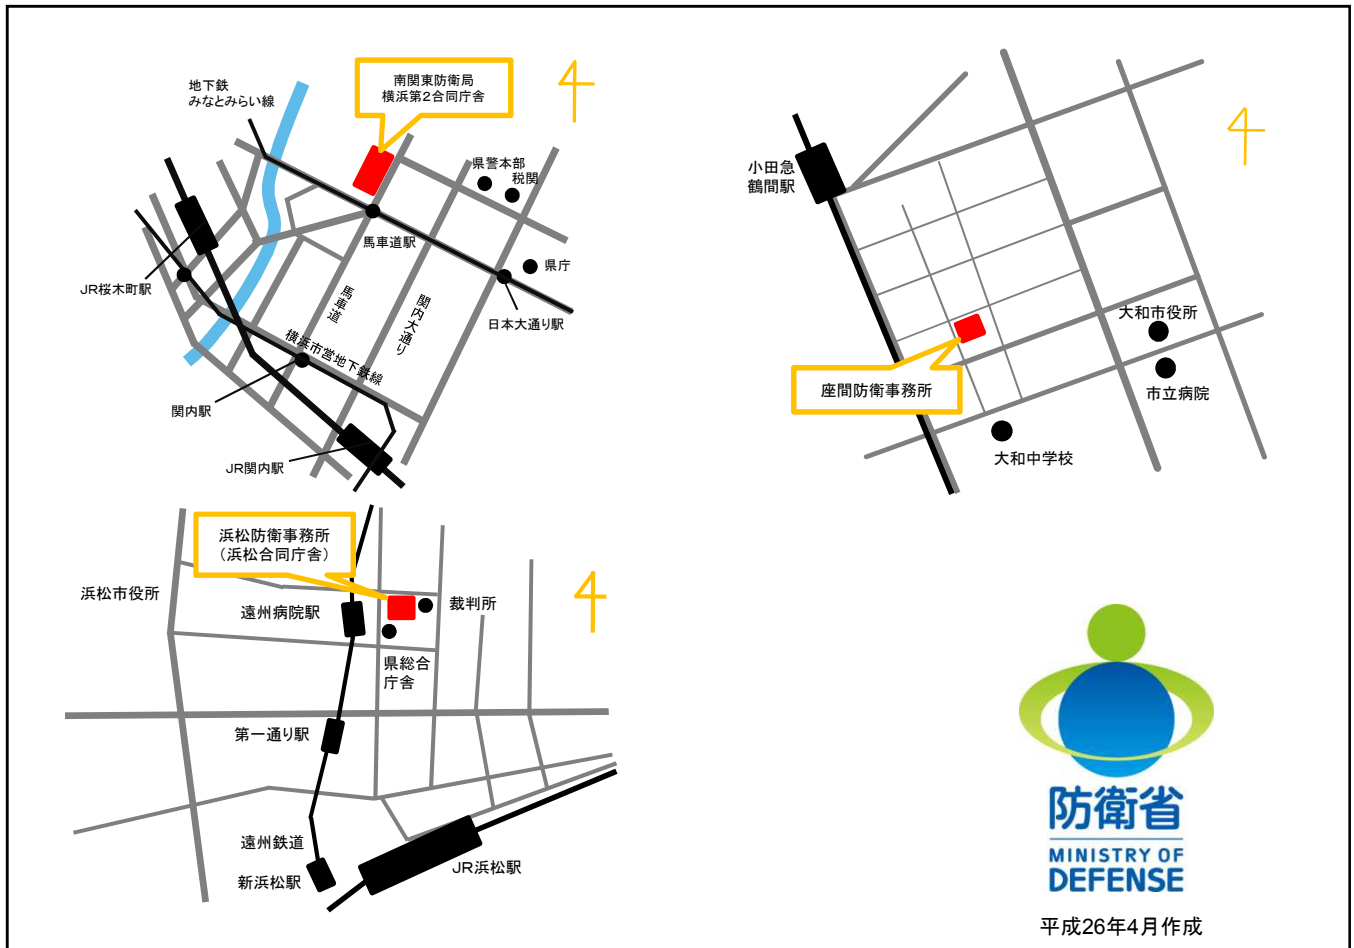 地下鉄
みなとみらい線
南関東防衛局
横浜第2合同庁舎
県警本部
税関
馬車道駅
県庁
JR桜木町駅
馬車道
関内大通り
日本大通り駅
横浜市営地下鉄線
関内駅
JR関内駅
小田急
鶴間駅
大和市役所
座間防衛事務所
市立病院
大和中学校
浜松防衛事務所
（浜松合同庁舎）
浜松市役所
遠州病院駅
裁判所
県総合
庁舎
第一通り駅
遠州鉄道
新浜松駅
JR浜松駅
防衛省
MINISTRY OF
DEFENSE
平成26年4月作成